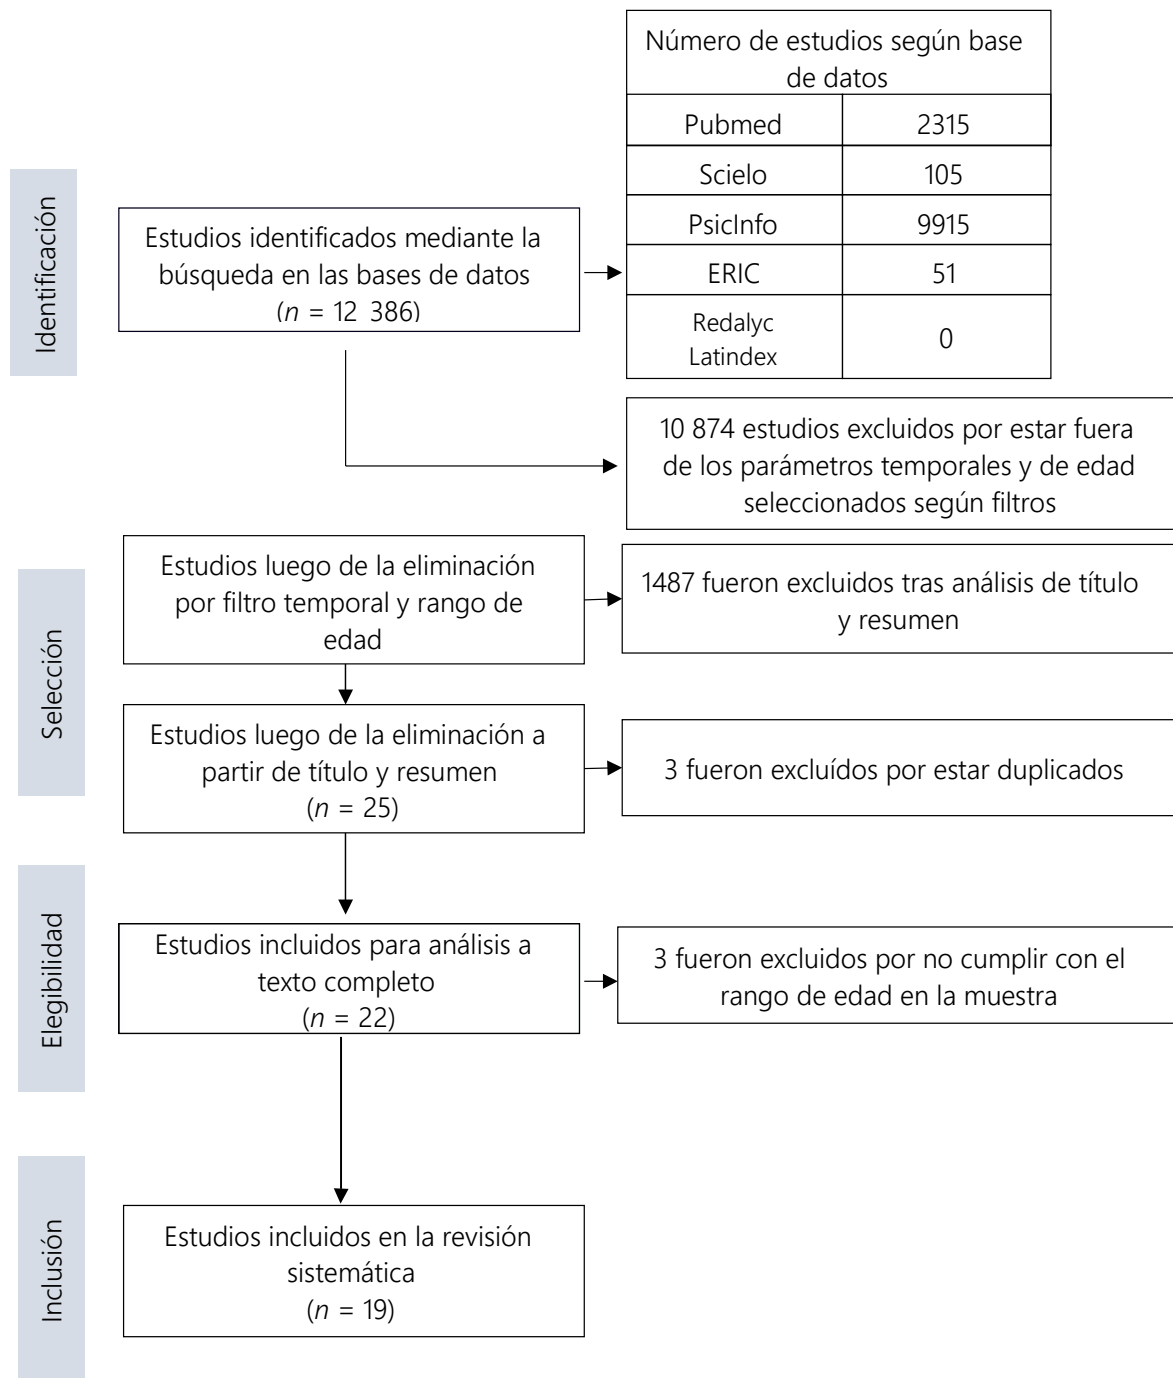 Número de estudios según base
de datos
Pubmed 2315
Scielo 105
PsicInfo 9915
ERIC 51
Redalyc
Latindex
0
Identificación
Estudios identificados mediante la
búsqueda en las bases de datos
(n = 12 386)
10 874 estudios excluidos por estar fuera
de los parámetros temporales y de edad
seleccionados según filtros
Selección
Estudios luego de la eliminación
por filtro temporal y rango de
edad
1487 fueron excluidos tras análisis de título
y resumen
Estudios luego de la eliminación a
partir de título y resumen
(n = 25)
3 fueron excluídos por estar duplicados
Elegibilidad
Estudios incluidos para análisis a
texto completo
(n = 22)
3 fueron excluidos por no cumplir con el
rango de edad en la muestra
Inclusión
Estudios incluidos en la revisión
sistemática
(n = 19)